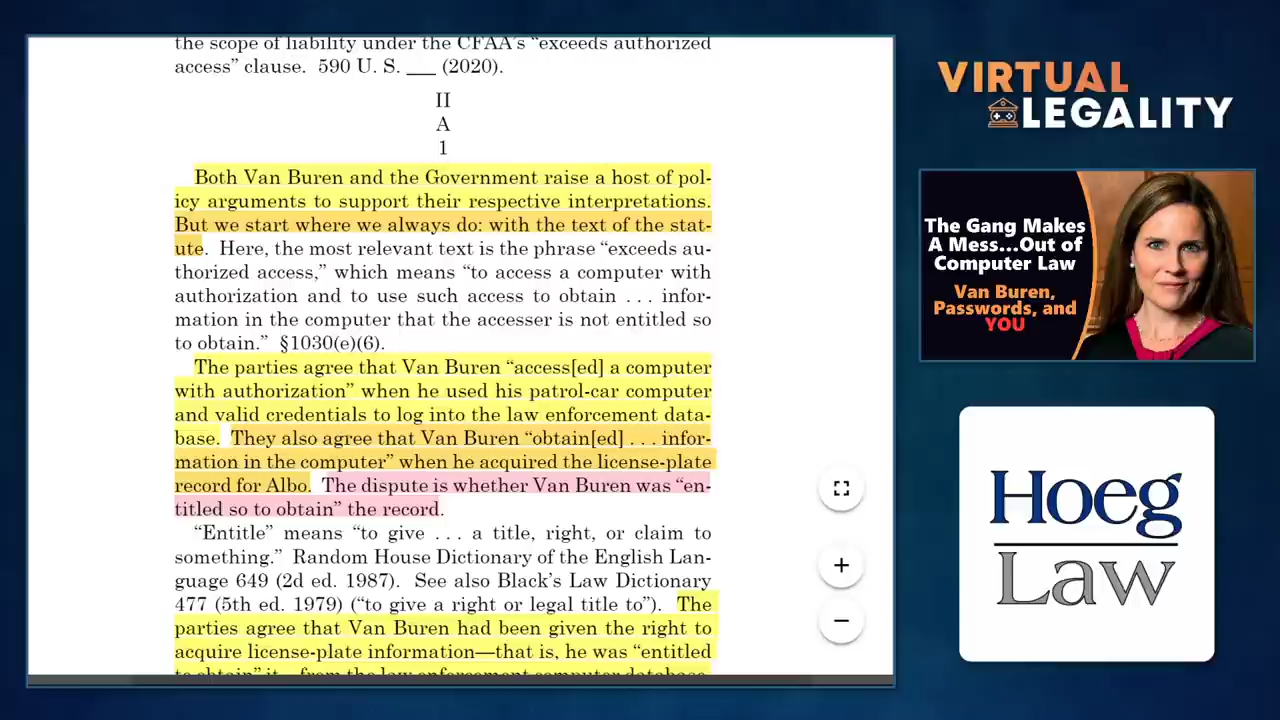 the scope of liability under the CFAA's “exceeds authorized
access” clause. 590 U. S. ___ (2020).
II
A
1
Both Van Buren and the Government raise a host of pol-
icy arguments to support their respective interpretations.
But we start where we always do: with the text of the stat-
ute. Here, the most relevant text is the phrase “exceeds au-
thorized access,” which means “to access a computer with
authorization and to use such access to obtain . . . infor-
mation in the computer that the accesser is not entitled so
to obtain.” §1030(e)(6).
The parties agree that Van Buren “access[ed] a computer
with authorization” when he used his patrol-car computer
and valid credentials to log into the law enforcement data-
base. They also agree that Van Buren “obtain[ed] . . . infor-
mation in the computer” when he acquired the license-plate
record for Albo. The dispute is whether Van Buren was “en-
titled so to obtain” the record.
“Entitle” means “to give . . . a title, right, or claim to
something.” Random House Dictionary of the English Lan-
guage 649 (2d ed. 1987). See also Black's Law Dictionary
477 (5th ed. 1979) (“to give a right or legal title to”). The
parties agree that Van Buren had been given the right to
acquire license-plate information—that is, he was “entitled
to obtain” it—from the law enforcement computer database.
VIRTUAL
LEGALITY
The Gang Makes
A Mess...Out of
Computer Law
Van Buren,
Passwords, and
YOU
Hoeg
Law